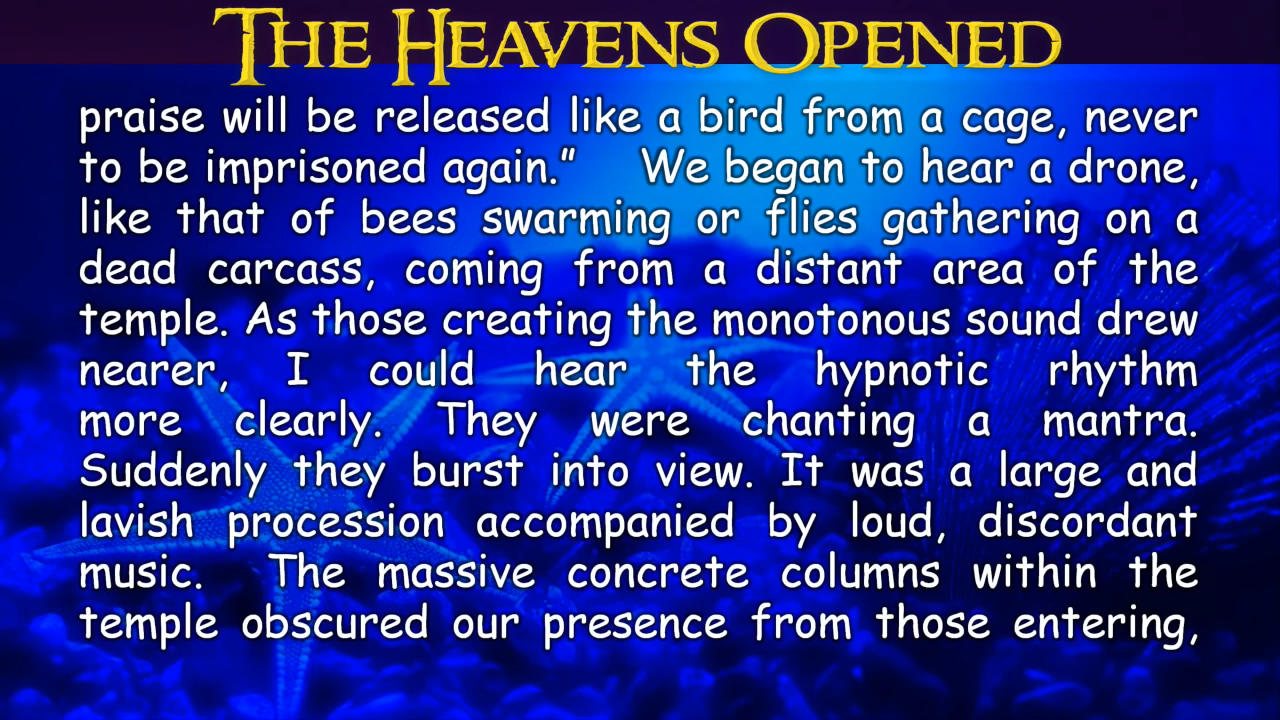 THE HEAVENS OPENED
praise will be released like a bird from a cage, never
to be imprisoned again.” We began to hear a drone,
like that of bees swarming or flies gathering on a
dead carcass, coming from a distant area of the
temple. As those creating the monotonous sound drew
nearer, I could hear the hypnotic rhythm
more clearly. They were chanting a mantra.
Suddenly they burst into view. It was a large and
lavish procession accompanied by loud, discordant
music. The massive concrete columns within the
temple obscured our presence from those entering,